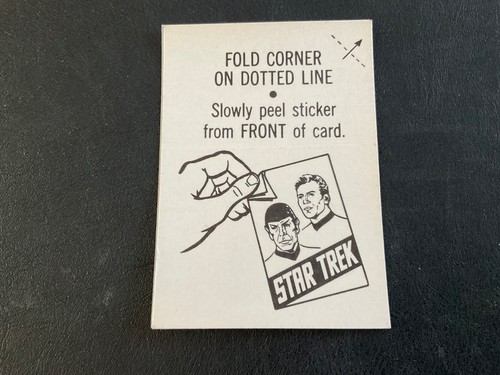 FOLD CORNER
ON DOTTED LINE
●
Slowly peel sticker
from FRONT of card.
STAR TREK